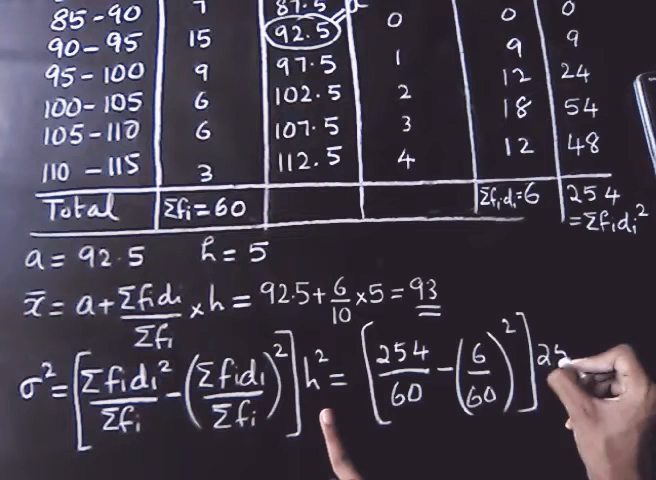 85-90 7 87.5
90-95 15 92.5 a 0 0 0
95-100 9 97.5 1 9 9
100-105 6 102.5 2 12 24
105-110 6 107.5 3 18 54
110-115 3 112.5 4 12 48
Total Σfi=60 Σfidi=6 254
=Σfidi²
a = 92.5 h = 5
x̄ = a+Σfidi/Σfi ×h = 92.5+6/10×5 = 93
σ² = [Σfidi²/Σfi-(Σfidi/Σfi)²]h² = [254/60-(6/60)²]25